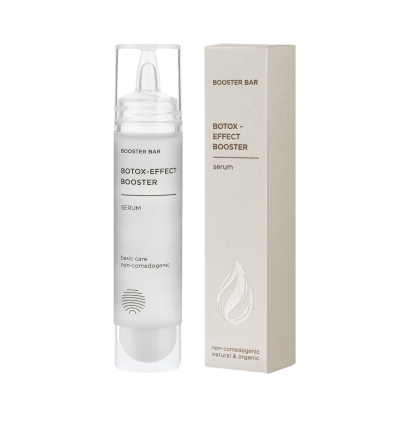 BOOSTER BAR
BOTOX-EFFECT
BOOSTER
SERUM
basic care
non-comedogenic
BOOSTER BAR
BOTOX -
EFFECT
BOOSTER
serum
non-comedogenic
natural & organic